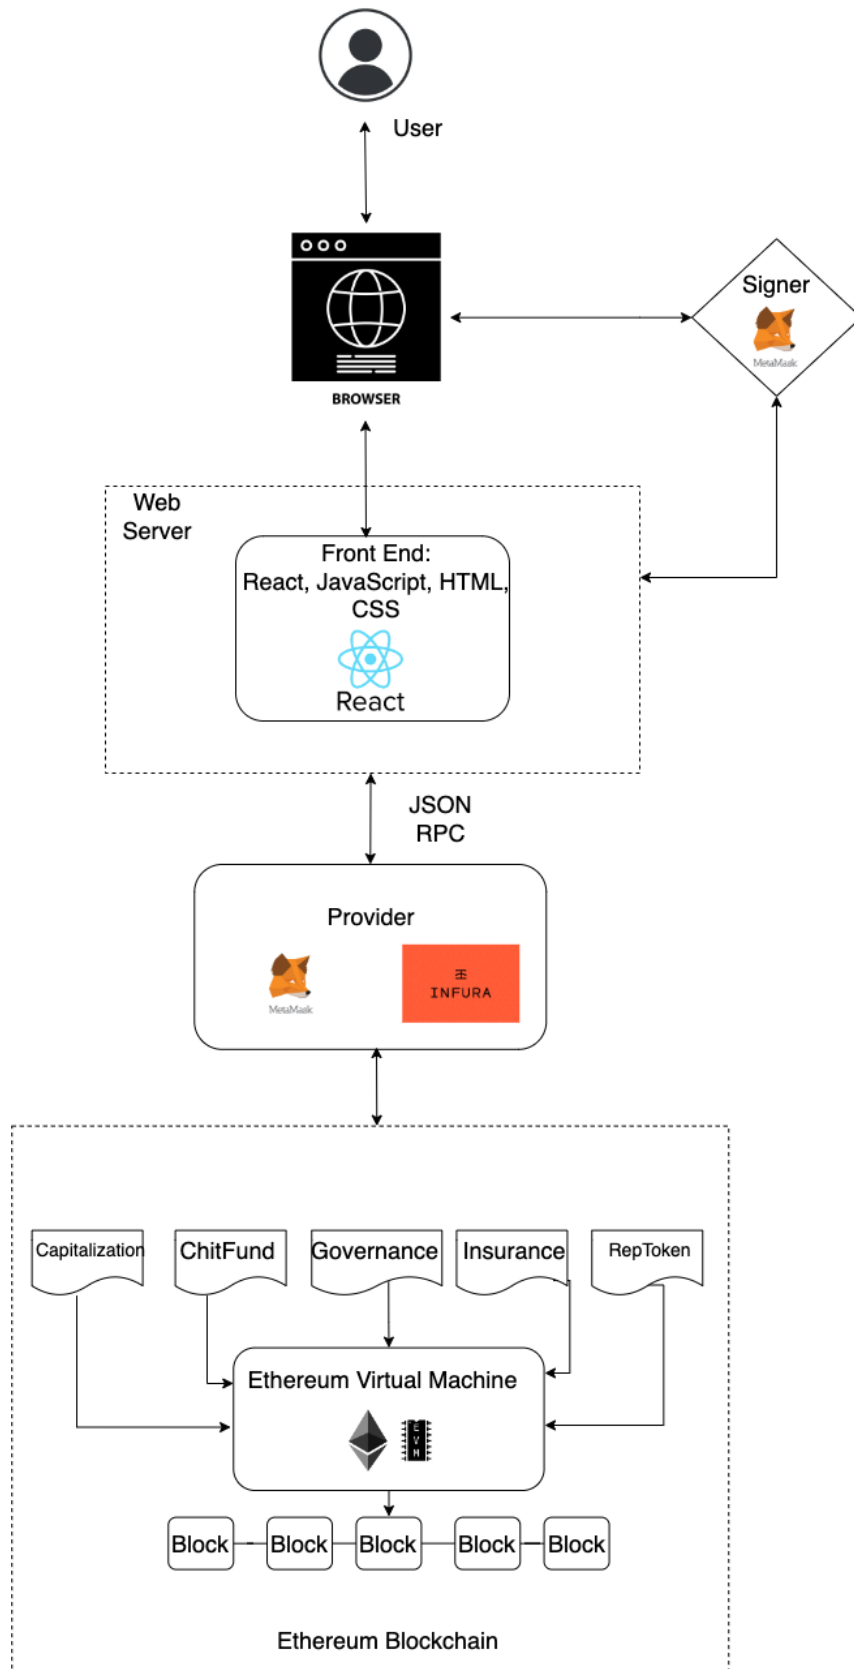 User
BROWSER
Signer
MetaMask
Web
Server
Front End:
React, JavaScript, HTML,
CSS
React
JSON
RPC
Provider
MetaMask
INFURA
Capitalization
ChitFund
Governance
Insurance
RepToken
Ethereum Virtual Machine
EVM
Block
Block
Block
Block
Block
Ethereum Blockchain